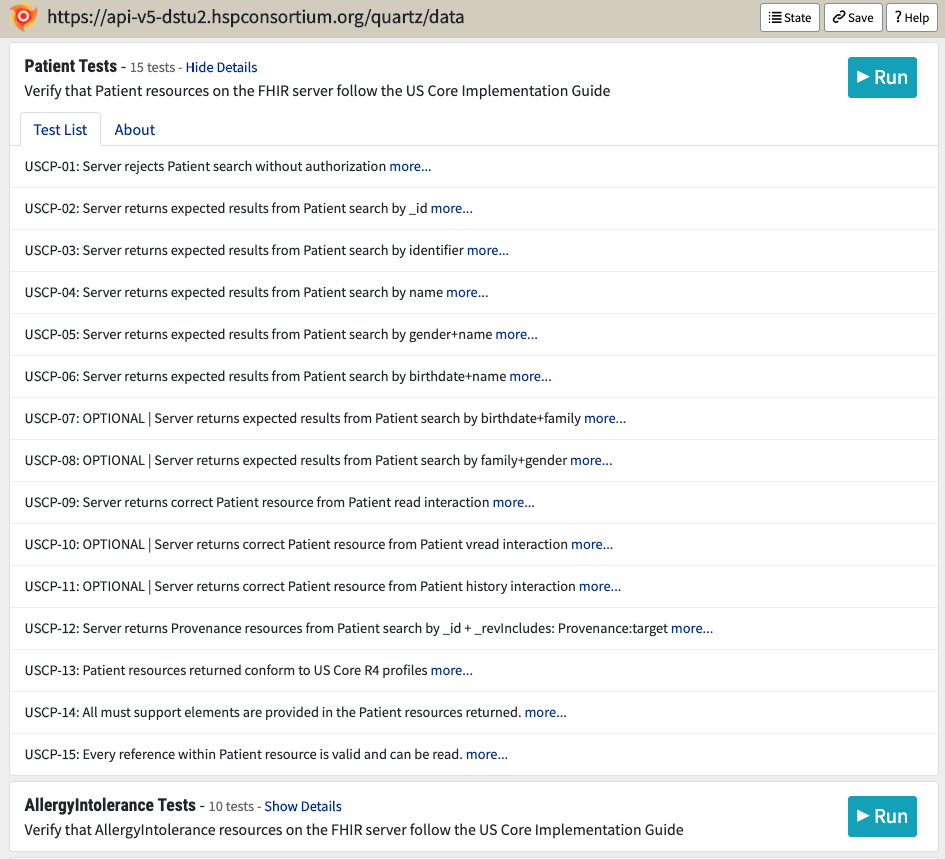 https://api-v5-dstu2.hspconsortium.org/quartz/data
State
Save
? Help
Patient Tests - 15 tests - Hide Details
Verify that Patient resources on the FHIR server follow the US Core Implementation Guide
Run
Test List
About
USCP-01: Server rejects Patient search without authorization more...
USCP-02: Server returns expected results from Patient search by _id more...
USCP-03: Server returns expected results from Patient search by identifier more...
USCP-04: Server returns expected results from Patient search by name more...
USCP-05: Server returns expected results from Patient search by gender+name more...
USCP-06: Server returns expected results from Patient search by birthdate+name more...
USCP-07: OPTIONAL | Server returns expected results from Patient search by birthdate+family more...
USCP-08: OPTIONAL | Server returns expected results from Patient search by family+gender more...
USCP-09: Server returns correct Patient resource from Patient read interaction more...
USCP-10: OPTIONAL | Server returns correct Patient resource from Patient vread interaction more...
USCP-11: OPTIONAL | Server returns correct Patient resource from Patient history interaction more...
USCP-12: Server returns Provenance resources from Patient search by _id + _revIncludes: Provenance:target more...
USCP-13: Patient resources returned conform to US Core R4 profiles more...
USCP-14: All must support elements are provided in the Patient resources returned. more...
USCP-15: Every reference within Patient resource is valid and can be read. more...
AllergyIntolerance Tests - 10 tests - Show Details
Verify that AllergyIntolerance resources on the FHIR server follow the US Core Implementation Guide
Run